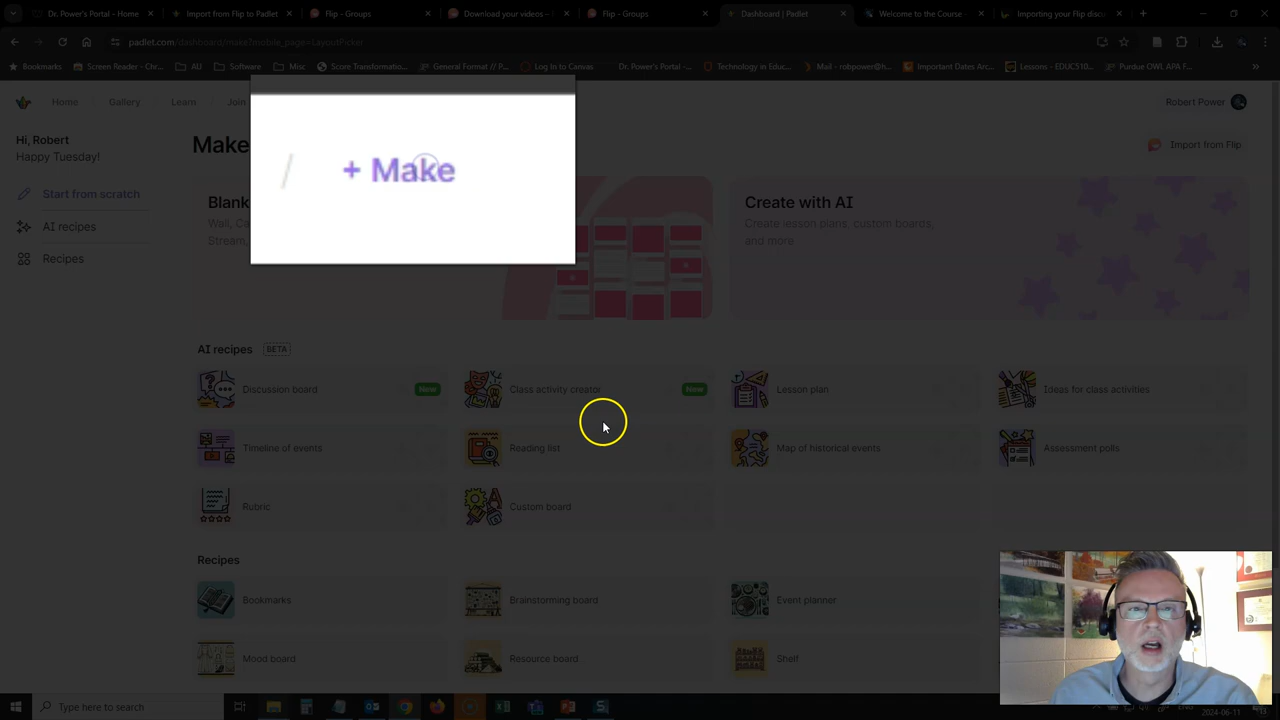 Dr. Power's Portal - Home
Import from Flip to Padlet
Flip - Groups
Download your videos –
Flip - Groups
Dashboard | Padlet
Welcome to the Course
Importing your Flip discu
padlet.com/dashboard/make?mobile_page=LayoutPicker
Bookmarks
Screen Reader - Chr...
AU
Software
Misc
Score Transformatio...
General Format // P...
Log In to Canvas
Dr. Power's Portal -...
Technology in Educ...
Mail - robpower@h...
Important Dates Arc...
Lessons - EDUC510...
Purdue OWL APA F...
Home
Gallery
Learn
Join
Robert Power
Hi, Robert
Happy Tuesday!
Make
Import from Flip
/ + Make
Start from scratch
AI recipes
Recipes
Blank
Wall, Ca
Stream,
Create with AI
Create lesson plans, custom boards,
and more
AI recipes BETA
Discussion board New
Class activity creator New
Lesson plan
Ideas for class activities
Timeline of events
Reading list
Map of historical events
Assessment polls
Rubric
Custom board
Recipes
Bookmarks
Brainstorming board
Event planner
Mood board
Resource board
Shelf
Type here to search
2024-06-11